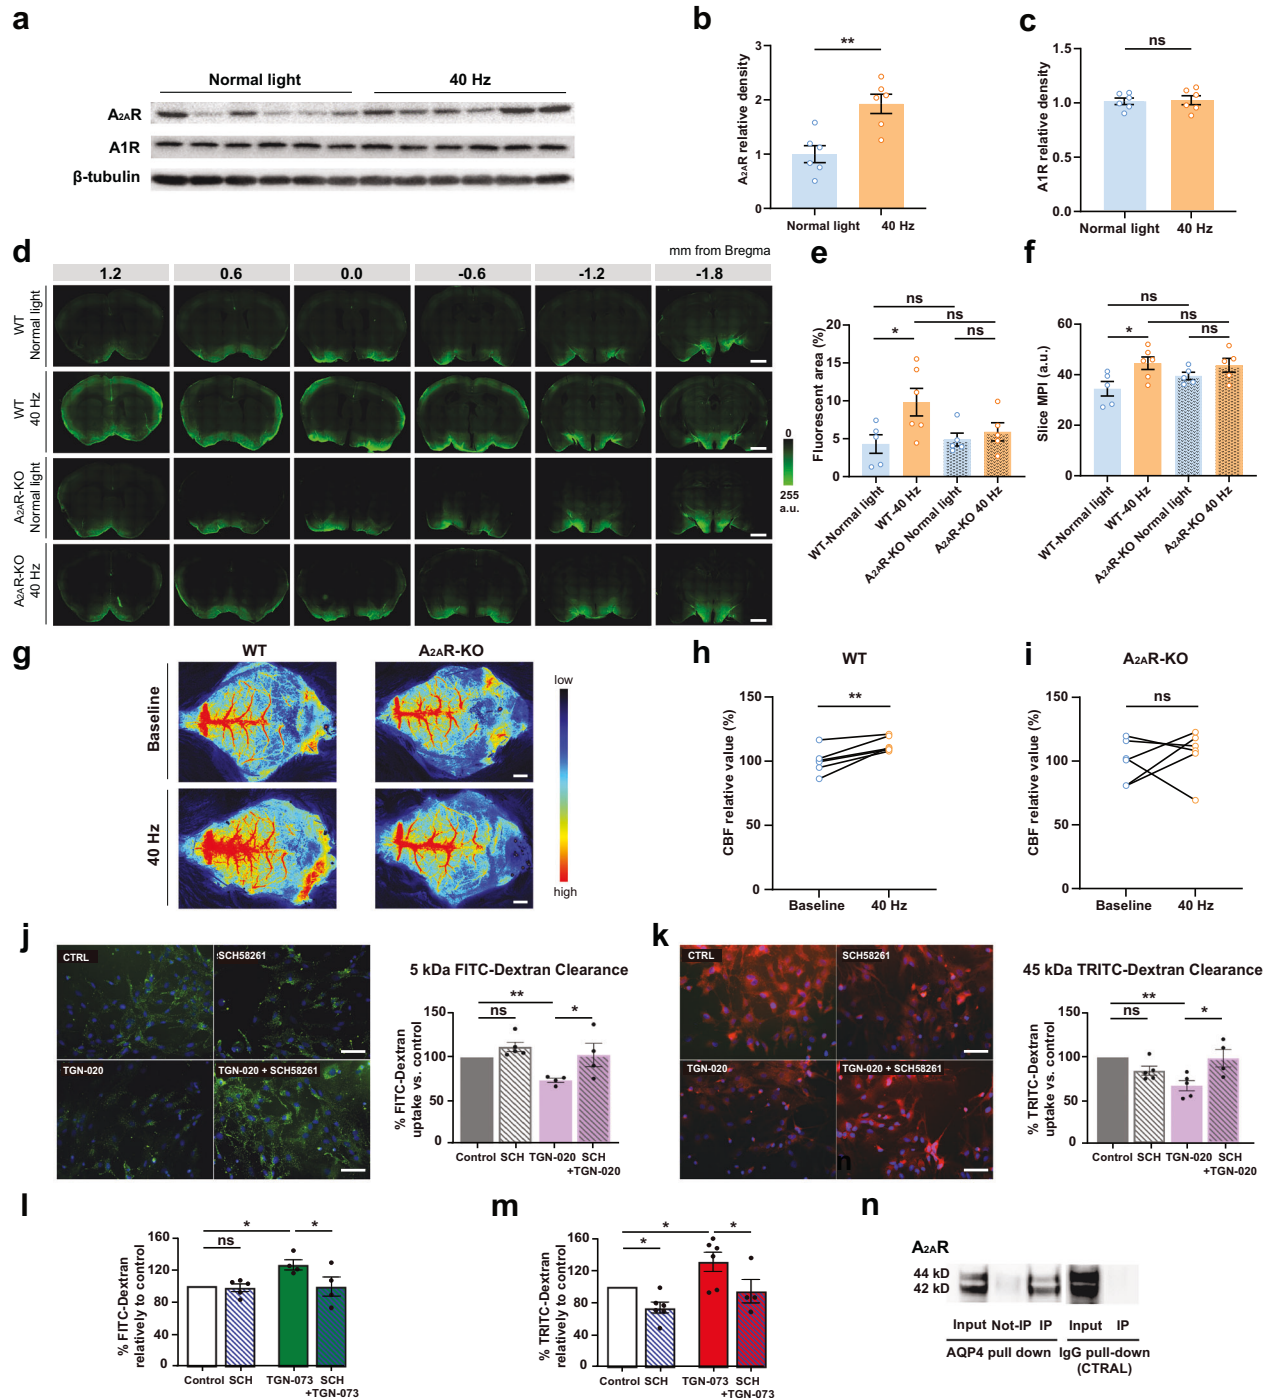 a
Normal light 40 Hz
A2AR
A1R
β-tubulin
b
**
A2AR relative density
3
2
1
0
Normal light 40 Hz
c
ns
A1R relative density
1.5
1.0
0.5
0.0
Normal light 40 Hz
d
mm from Bregma
1.2 0.6 0.0 -0.6 -1.2 -1.8
WT
Normal light
WT
40 Hz
A2AR-KO
Normal light
A2AR-KO
40 Hz
0
255
a.u.
e
ns
ns
* ns
Fluorescent area (%)
20
15
10
5
0
WT-Normal light
WT-40 Hz
A2AR-KO Normal light
A2AR-KO 40 Hz
f
ns
ns
* ns
Slice MPI (a.u.)
60
40
20
0
WT-Normal light
WT-40 Hz
A2AR-KO Normal light
A2AR-KO 40 Hz
g
WT A2AR-KO
Baseline
40 Hz
low
high
h
WT
**
CBF relative value (%)
150
100
50
0
Baseline 40 Hz
i
A2AR-KO
ns
CBF relative value (%)
150
100
50
0
Baseline 40 Hz
j
CTRL
SCH58261
TGN-020
TGN-020 + SCH58261
5 kDa FITC-Dextran Clearance
**
ns *
% FITC-Dextran
uptake vs. control
150
100
50
0
Control SCH TGN-020 SCH
+TGN-020
k
CTRL
SCH58261
TGN-020
TGN-020 + SCH58261
n
45 kDa TRITC-Dextran Clearance
**
ns *
% TRITC-Dextran
uptake vs. control
150
100
50
0
Control SCH TGN-020 SCH
+TGN-020
l
* *
ns
% FITC-Dextran
relatively to control
160
120
80
40
0
Control SCH TGN-073 SCH
+TGN-073
m
* *
*
% TRITC-Dextran
relatively to control
160
120
80
40
0
Control SCH TGN-073 SCH
+TGN-073
n
A2AR
44 kD
42 kD
Input Not-IP IP Input IP
AQP4 pull down IgG pull-down
(CTRAL)